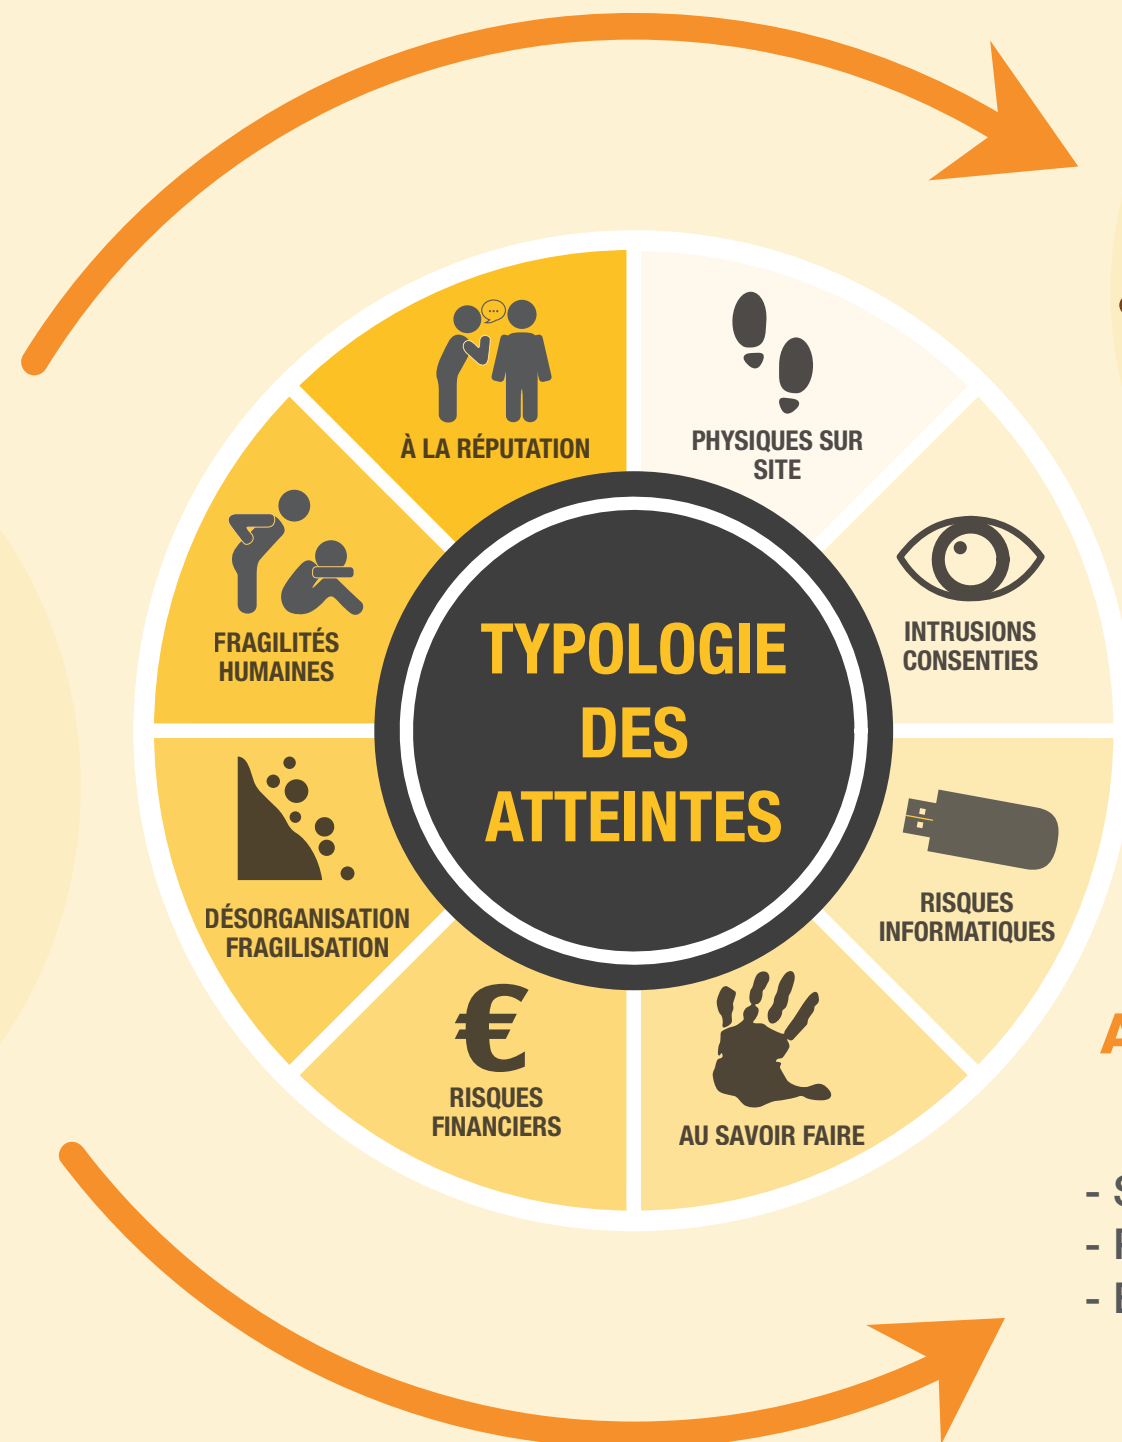 À LA RÉPUTATION
PHYSIQUES SUR
SITE
INTRUSIONS
CONSENTIES
RISQUES
INFORMATIQUES
AU SAVOIR FAIRE
RISQUES
FINANCIERS
DÉSORGANISATION
FRAGILISATION
FRAGILITÉS
HUMAINES
TYPOLOGIE
DES
ATTEINTES
€